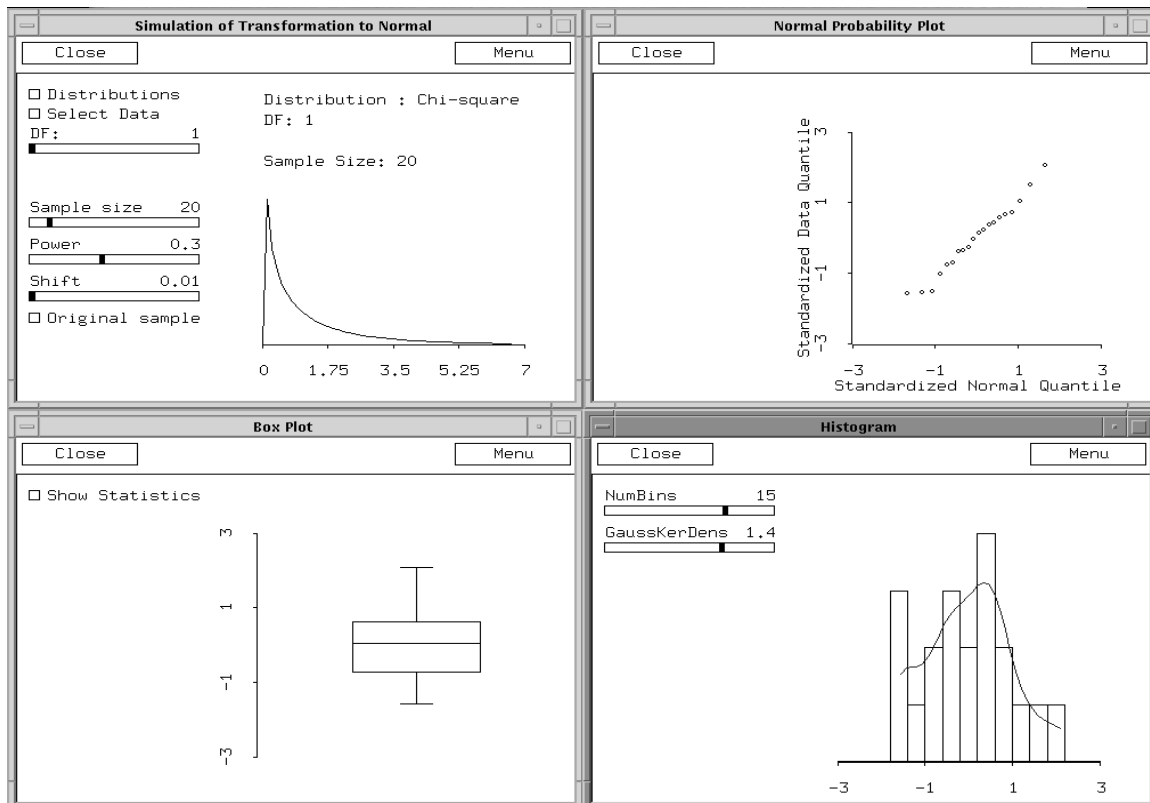 Simulation of Transformation to Normal
Close
Menu
Distributions
Select Data
DF: 1
Sample size 20
Power 0.3
Shift 0.01
Original sample
Distribution : Chi-square
DF: 1
Sample Size: 20
0 1.75 3.5 5.25 7
Normal Probability Plot
Close
Menu
Standardized Data Quantile
3
1
-1
-3
-3 -1 1 3
Standardized Normal Quantile
Box Plot
Close
Menu
Show Statistics
3
1
-1
-3
Histogram
Close
Menu
NumBins 15
GaussKerDens 1.4
-3 -1 1 3